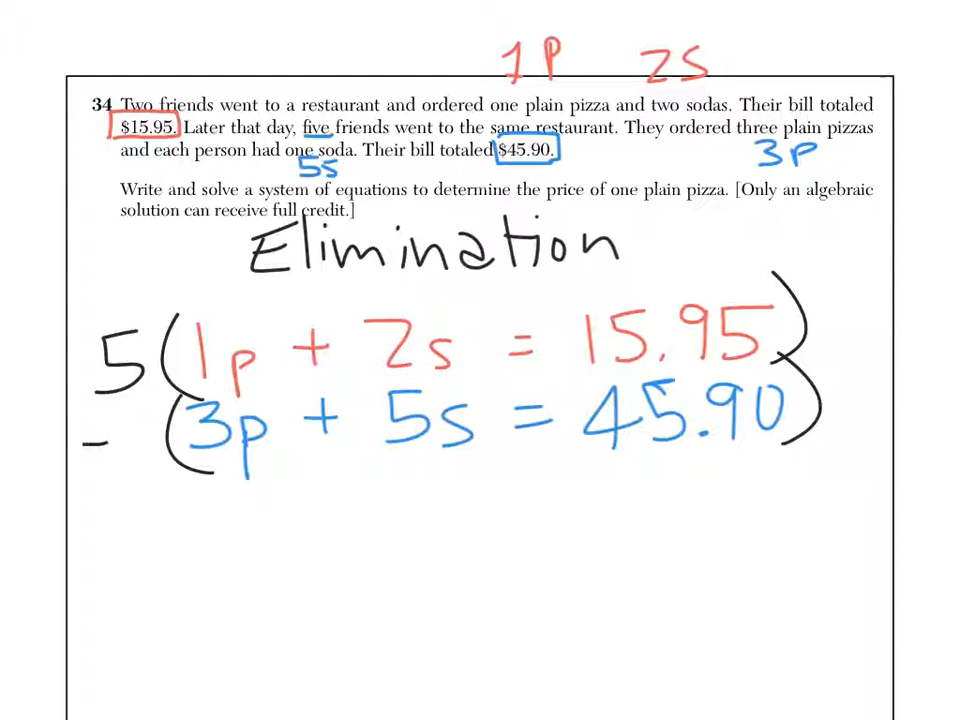 1P 2S
34 Two friends went to a restaurant and ordered one plain pizza and two sodas. Their bill totaled
$15.95. Later that day, five friends went to the same restaurant. They ordered three plain pizzas
and each person had one soda. Their bill totaled $45.90.
5s
3p
Write and solve a system of equations to determine the price of one plain pizza. [Only an algebraic
solution can receive full credit.]
Elimination
5(1p + 2s = 15.95)
-(3p + 5s = 45.90)